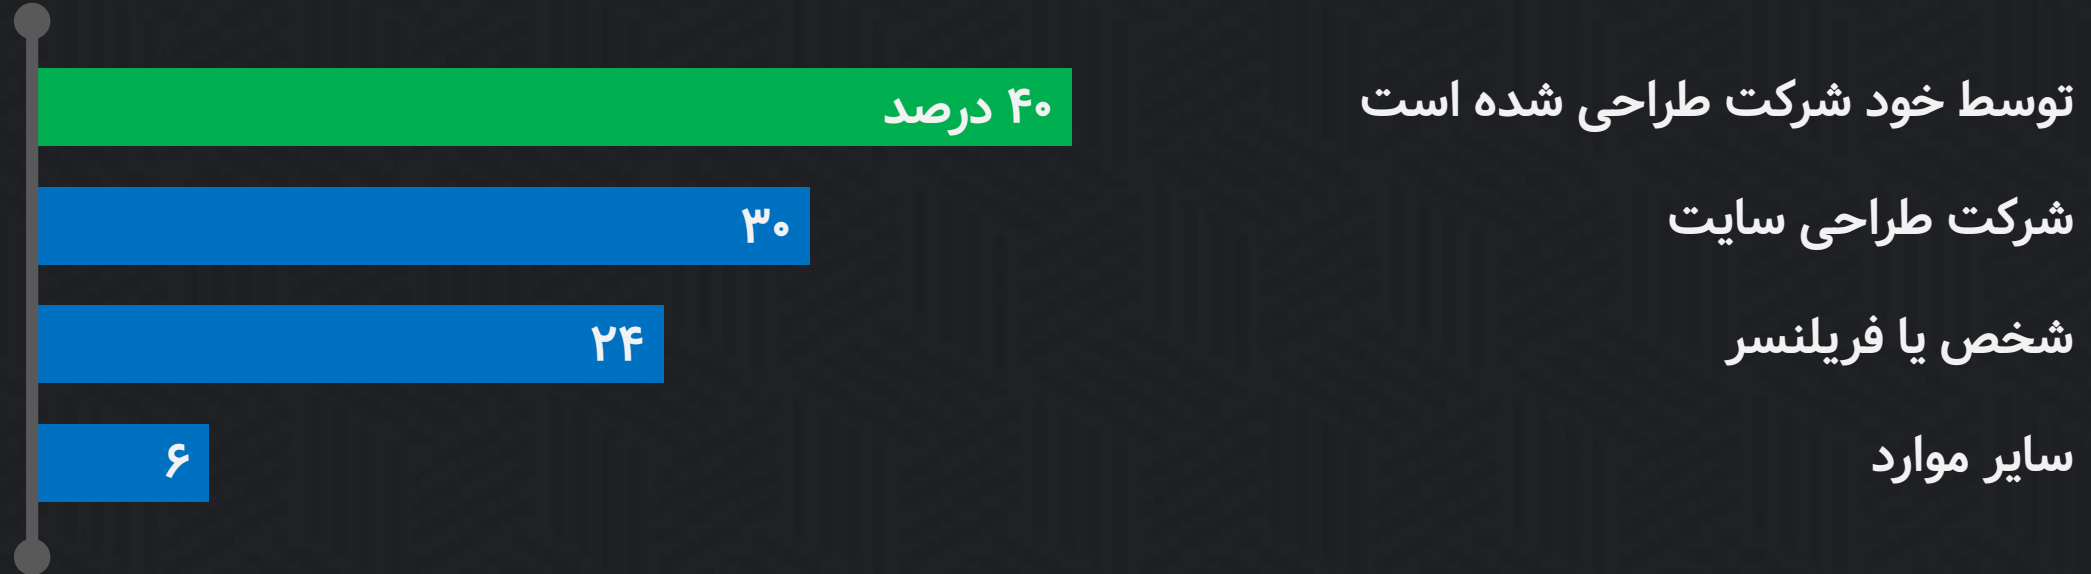 توسط خود شرکت طراحی شده است
۴۰ درصد
شرکت طراحی سایت
۳۰
شخص یا فریلنسر
۲۴
سایر موارد
۶